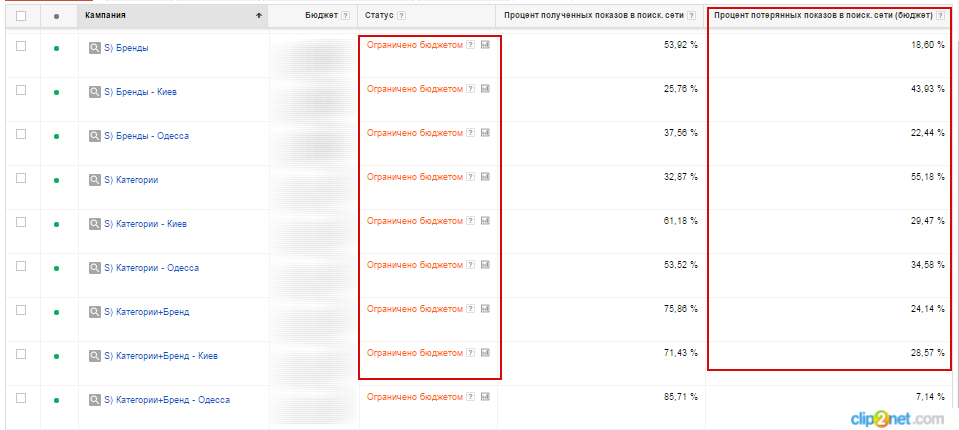 Кампания Бюджет ? Статус ? Процент полученных показов в поиск. сети ? Процент потерянных показов в поиск. сети (бюджет) ?
S) Бренды Ограничено бюджетом ? 53,92 % 18,60 %
S) Бренды - Киев Ограничено бюджетом ? 25,76 % 43,93 %
S) Бренды - Одесса Ограничено бюджетом ? 37,56 % 22,44 %
S) Категории Ограничено бюджетом ? 32,87 % 55,18 %
S) Категории - Киев Ограничено бюджетом ? 61,18 % 29,47 %
S) Категории - Одесса Ограничено бюджетом ? 53,52 % 34,58 %
S) Категории+Бренд Ограничено бюджетом ? 75,86 % 24,14 %
S) Категории+Бренд - Киев Ограничено бюджетом ? 71,43 % 28,57 %
S) Категории+Бренд - Одесса Ограничено бюджетом ? 85,71 % 7,14 %
clip2net.com